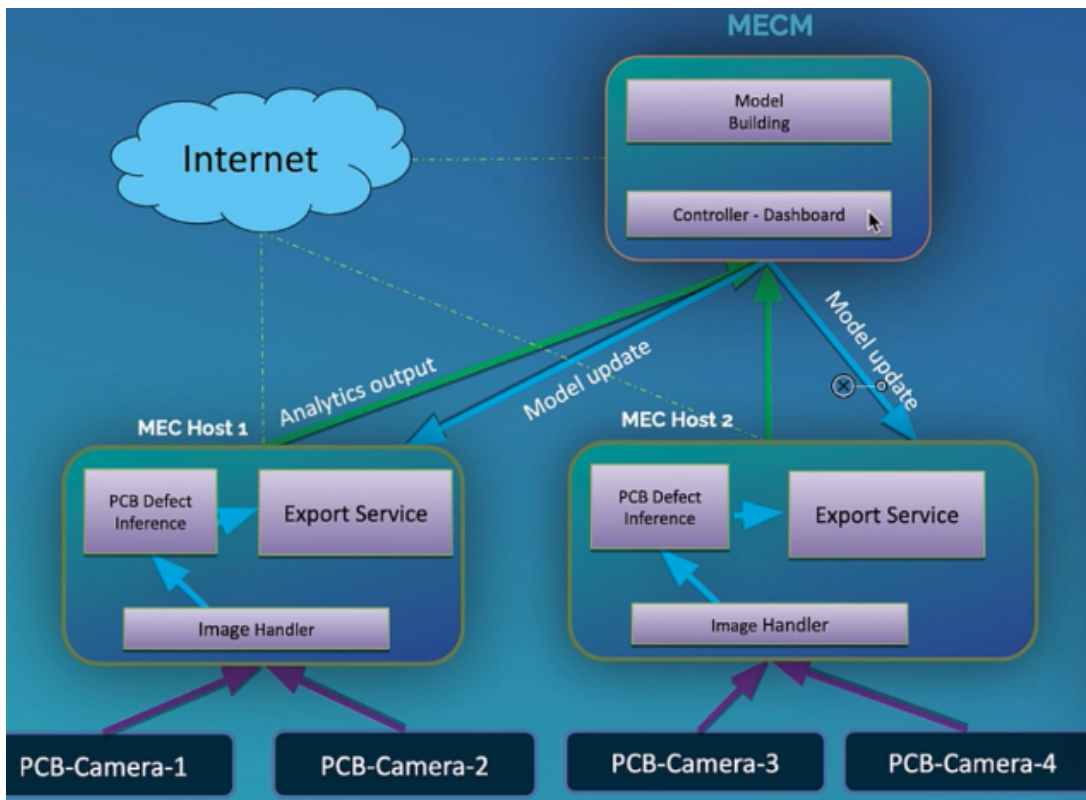 MECM
Model
Building
Internet
Controller - Dashboard
Analytics output
Model update
Model update
MEC Host 1
MEC Host 2
PCB Defect
Inference
Export Service
Image Handler
PCB Defect
Inference
Export Service
Image Handler
PCB-Camera-1
PCB-Camera-2
PCB-Camera-3
PCB-Camera-4